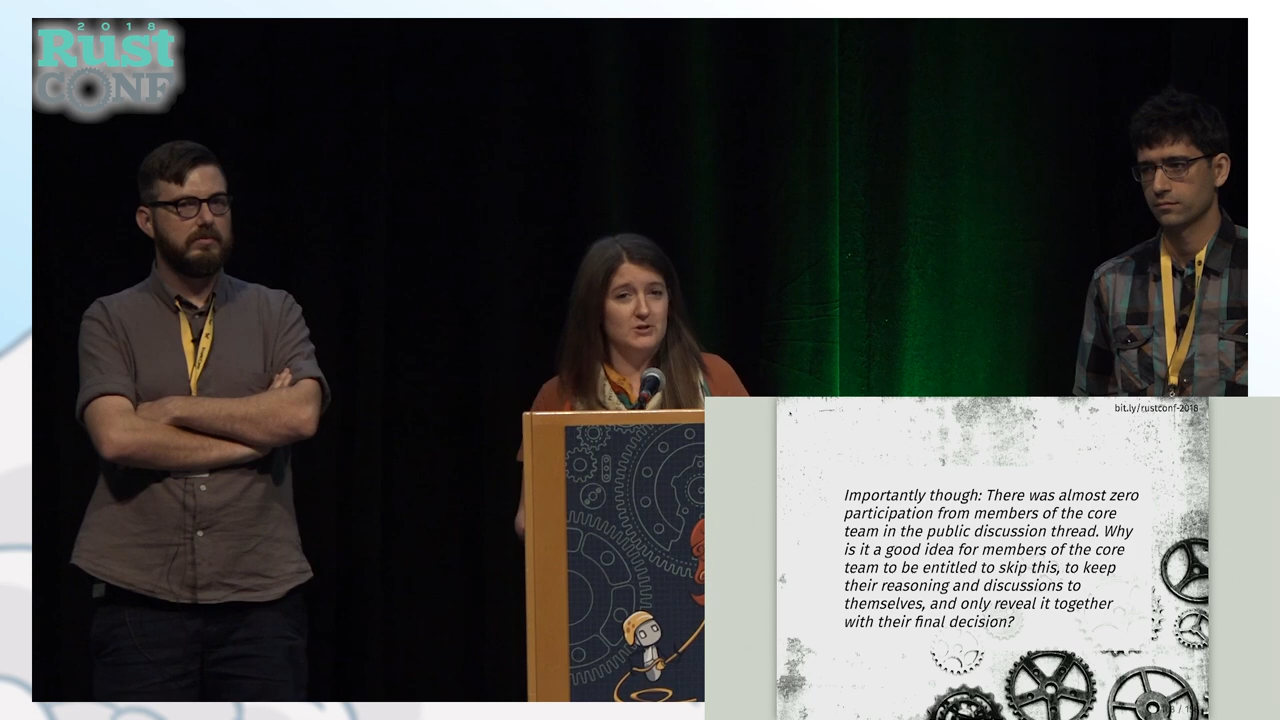 2018
Rust
CONF
bit.ly/rustconf-2018
Importantly though: There was almost zero
participation from members of the core
team in the public discussion thread. Why
is it a good idea for members of the core
team to be entitled to skip this, to keep
their reasoning and discussions to
themselves, and only reveal it together
with their final decision?